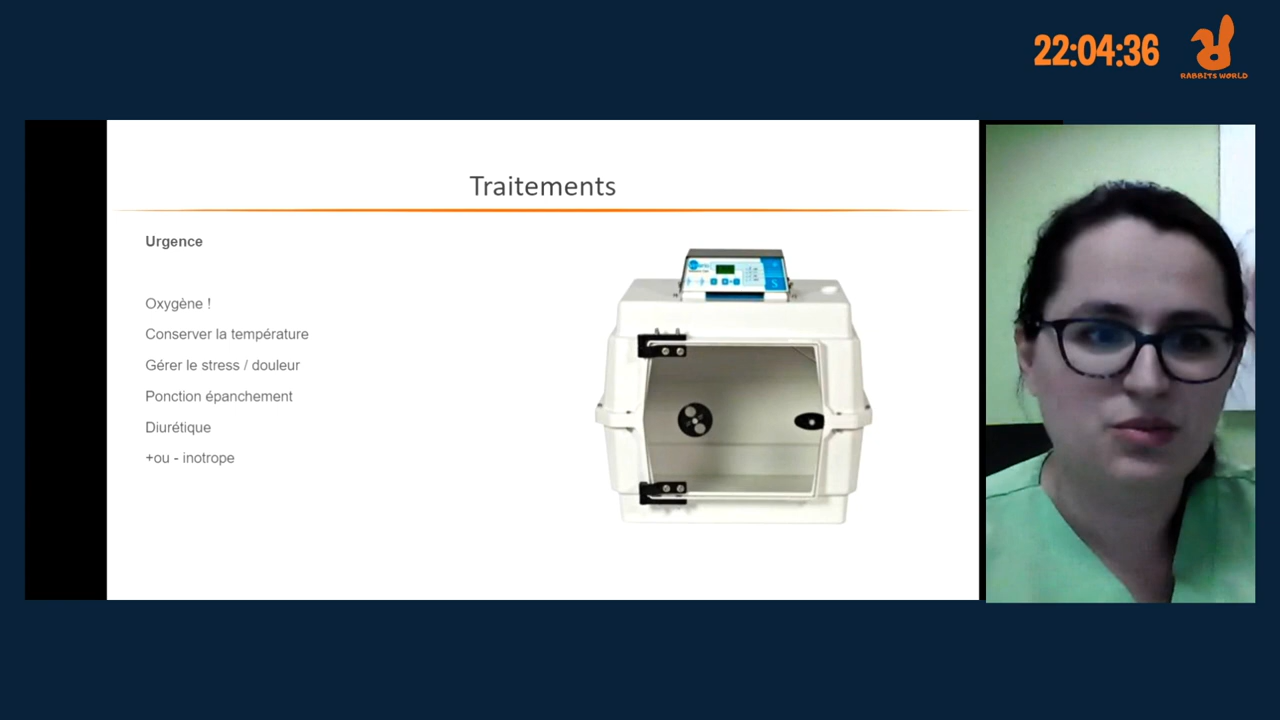 22:04:36
RABBITS WORLD
Traitements
Urgence
Oxygène !
Conserver la température
Gérer le stress / douleur
Ponction épanchement
Diurétique
+ou - inotrope